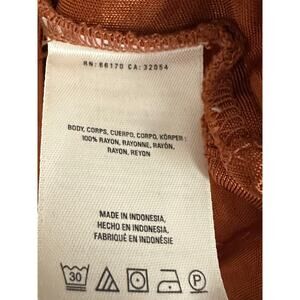 RN: 66170 CA: 32054
BODY, CORPS, CUERPO, CORPO, KÖRPER:
100% RAYON, RAYONNE, RAYÓN,
RAYON, REYON
MADE IN INDONESIA,
HECHO EN INDONESIA,
FABRIQUÉ EN INDONÉSIE
30 P